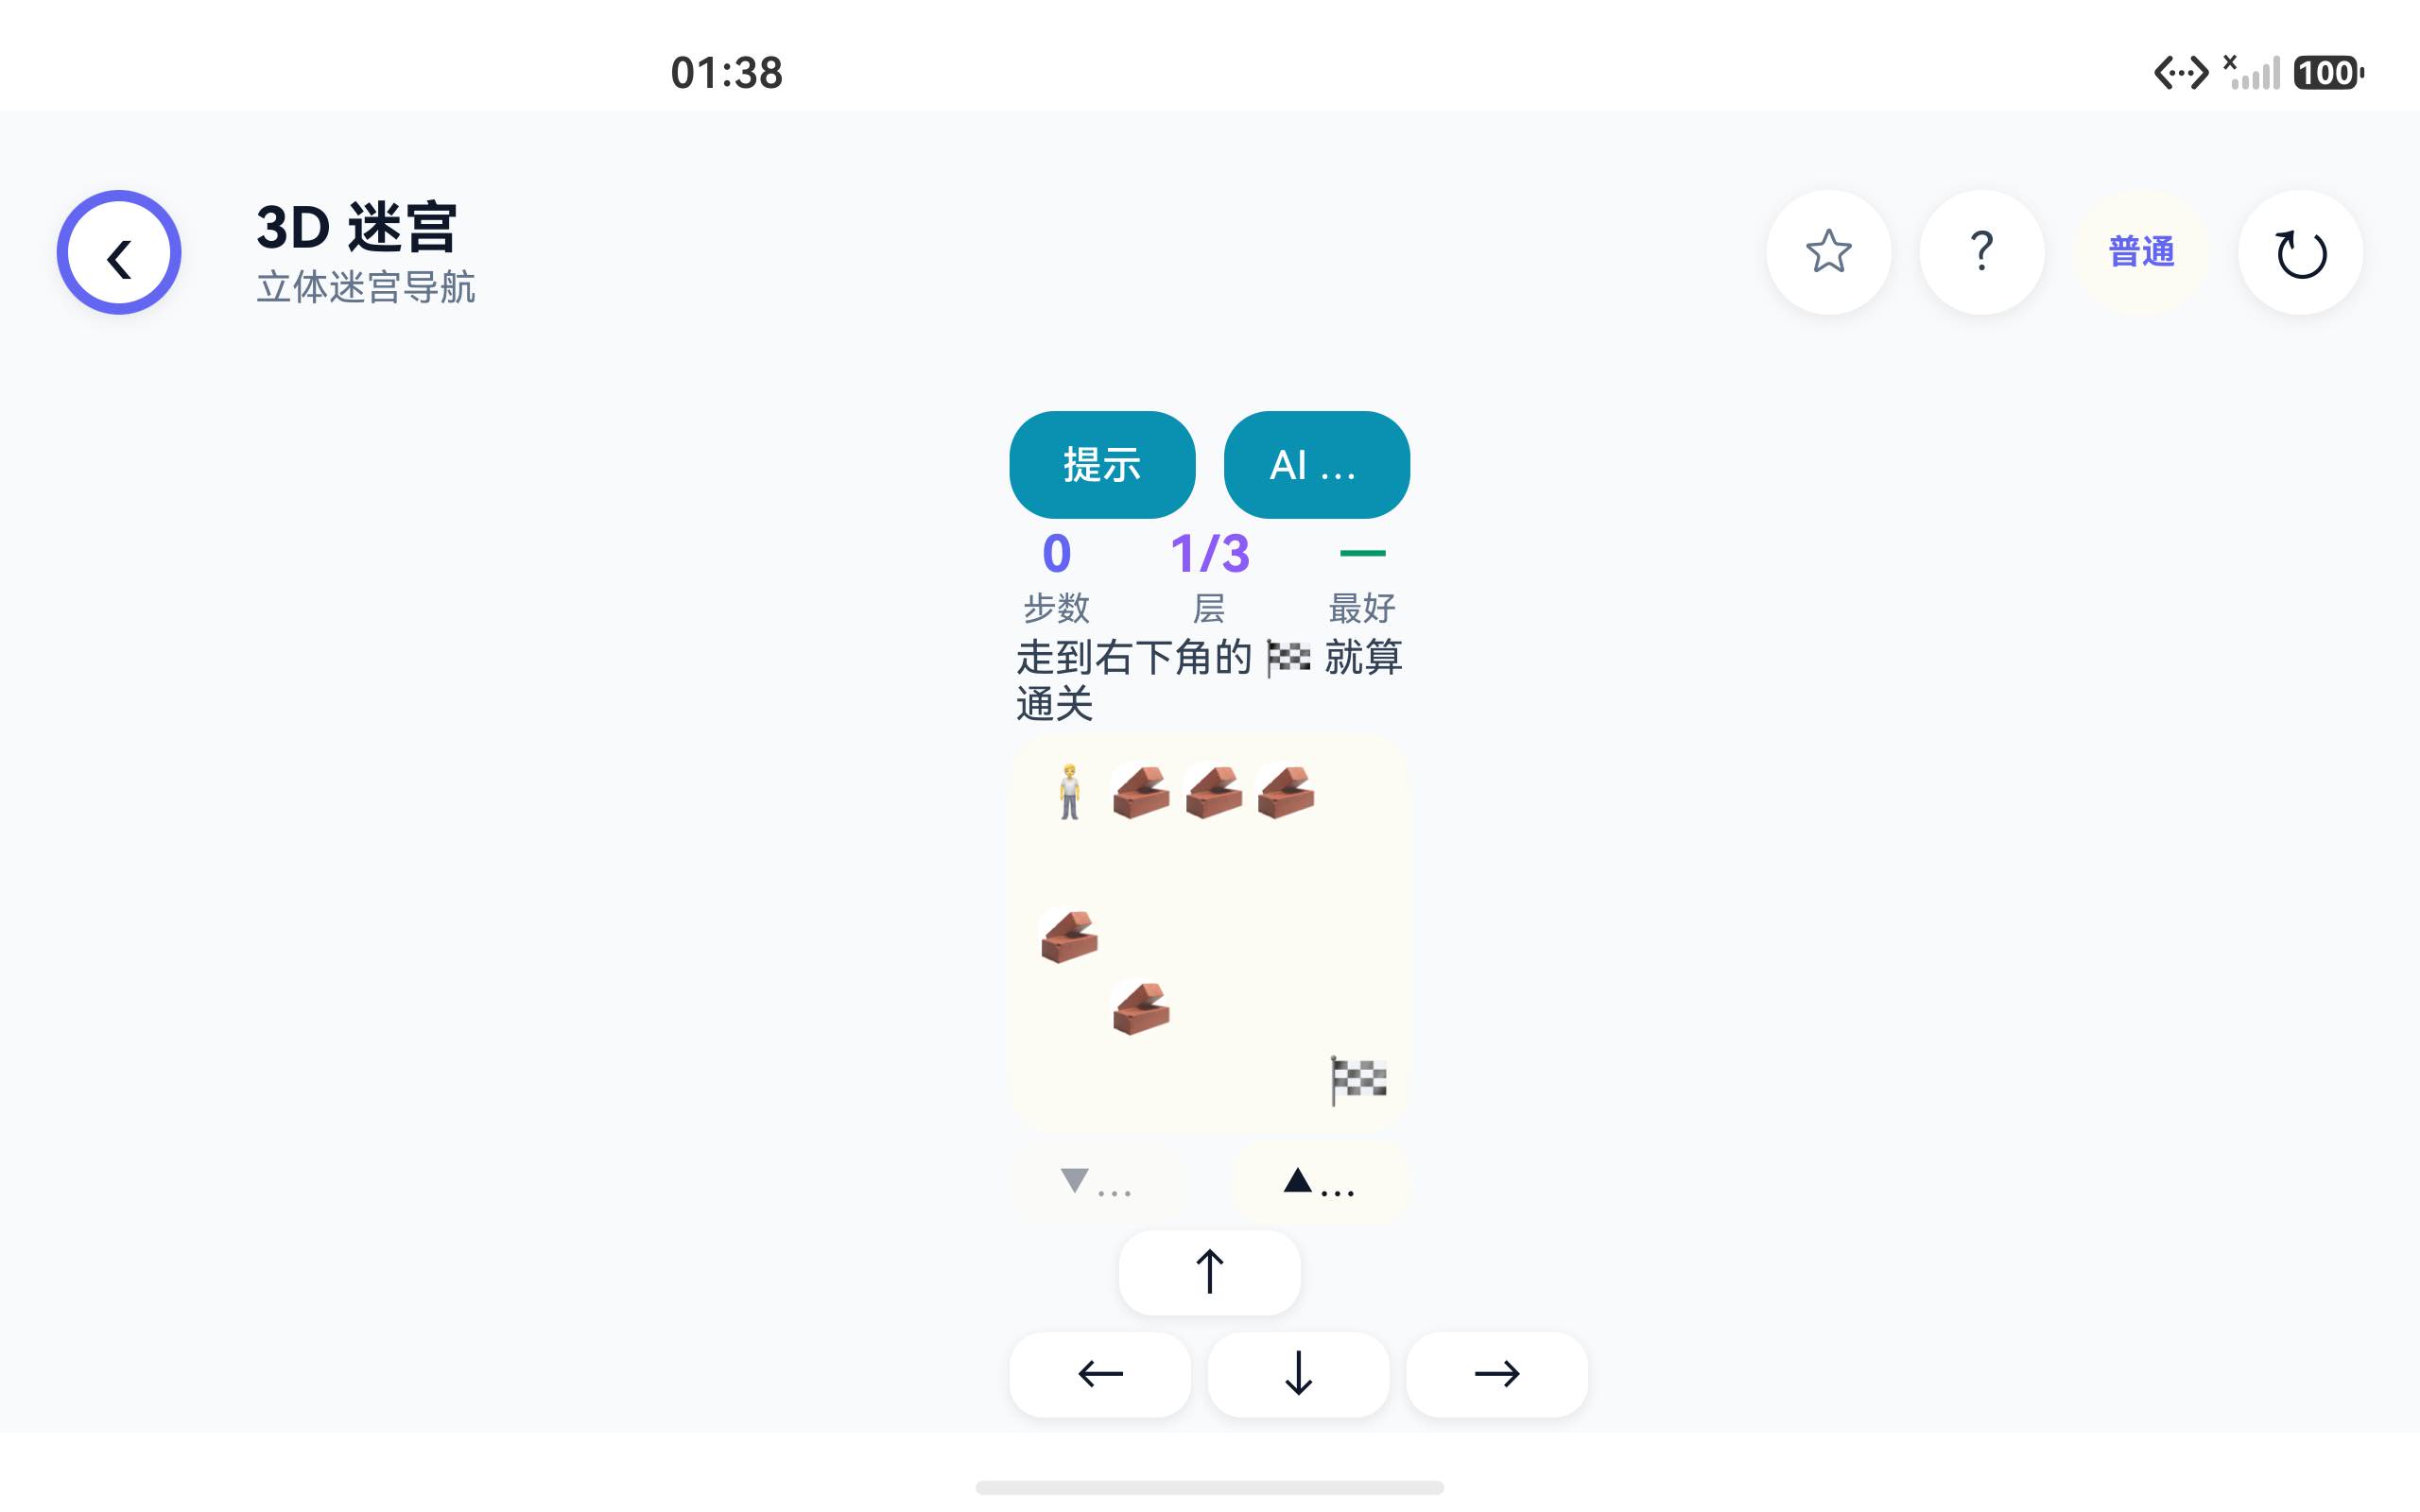 01:38
100
3D 迷宫
立体迷宫导航
?
普通
提示
AI ...
0
1/3
—
步数
层
最好
走到右下角的 🏁 就算
通关
▼...
▲...
↑
← ↓ →